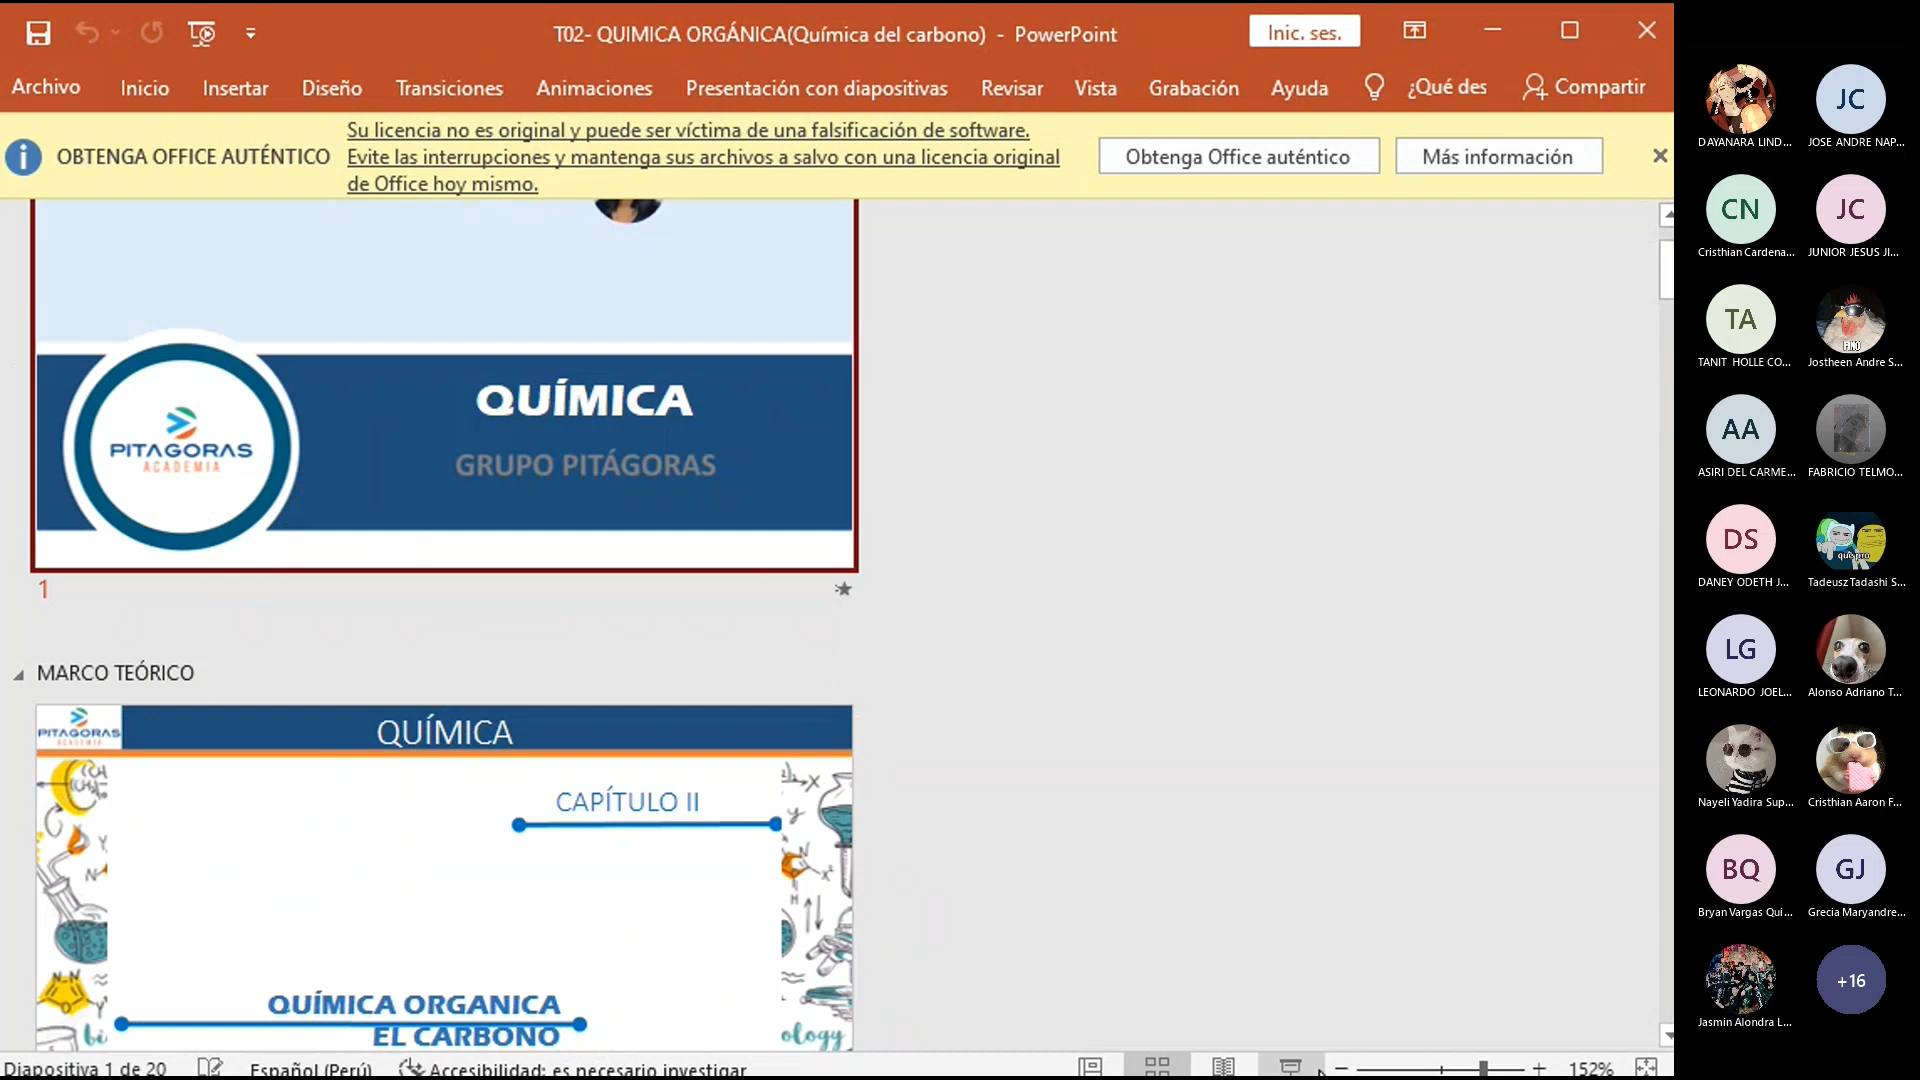 T02- QUIMICA ORGÁNICA(Química del carbono) - PowerPoint
Inic. ses.
Archivo Inicio Insertar Diseño Transiciones Animaciones Presentación con diapositivas Revisar Vista Grabación Ayuda ¿Qué des Compartir
OBTENGA OFFICE AUTÉNTICO
Su licencia no es original y puede ser víctima de una falsificación de software.
Evite las interrupciones y mantenga sus archivos a salvo con una licencia original
de Office hoy mismo.
Obtenga Office auténtico
Más información
QUÍMICA
GRUPO PITÁGORAS
PITAGORAS
ACADEMIA
1
MARCO TEÓRICO
PITAGORAS
ACADEMIA
QUÍMICA
CAPÍTULO II
QUÍMICA ORGANICA
EL CARBONO
bi
ology
Diapositiva 1 de 20
Español (Perú)
Accesibilidad: es necesario investigar
152%
JC
DAYANARA LIND...
JOSE ANDRE NAP...
CN
JC
Cristhian Cardena...
JUNIOR JESUS JI...
TA
FINO
TANIT HOLLE CO...
Jostheen Andre S...
AA
ASIRI DEL CARME...
FABRICIO TELMO...
DS
que pro
DANEY ODETH J...
Tadeusz Tadashi S...
LG
LEONARDO JOEL...
Alonso Adriano T...
Nayeli Yadira Sup...
Cristhian Aaron F...
BQ
GJ
Bryan Vargas Qui...
Grecia Maryandre...
+16
Jasmin Alondra L...